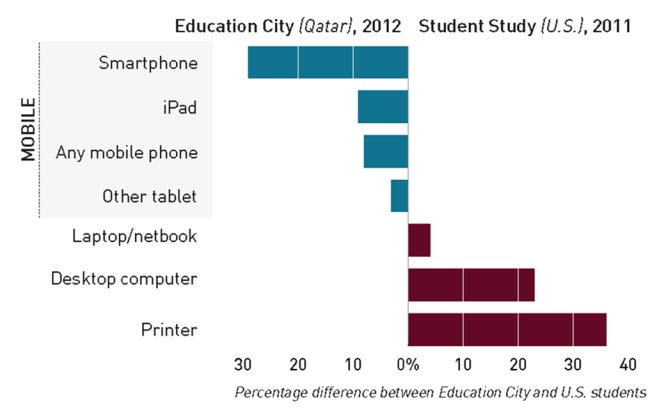 Education City (Qatar), 2012 Student Study (U.S.), 2011
MOBILE
Smartphone
iPad
Any mobile phone
Other tablet
Laptop/netbook
Desktop computer
Printer
30 20 10 0% 10 20 30 40
Percentage difference between Education City and U.S. students